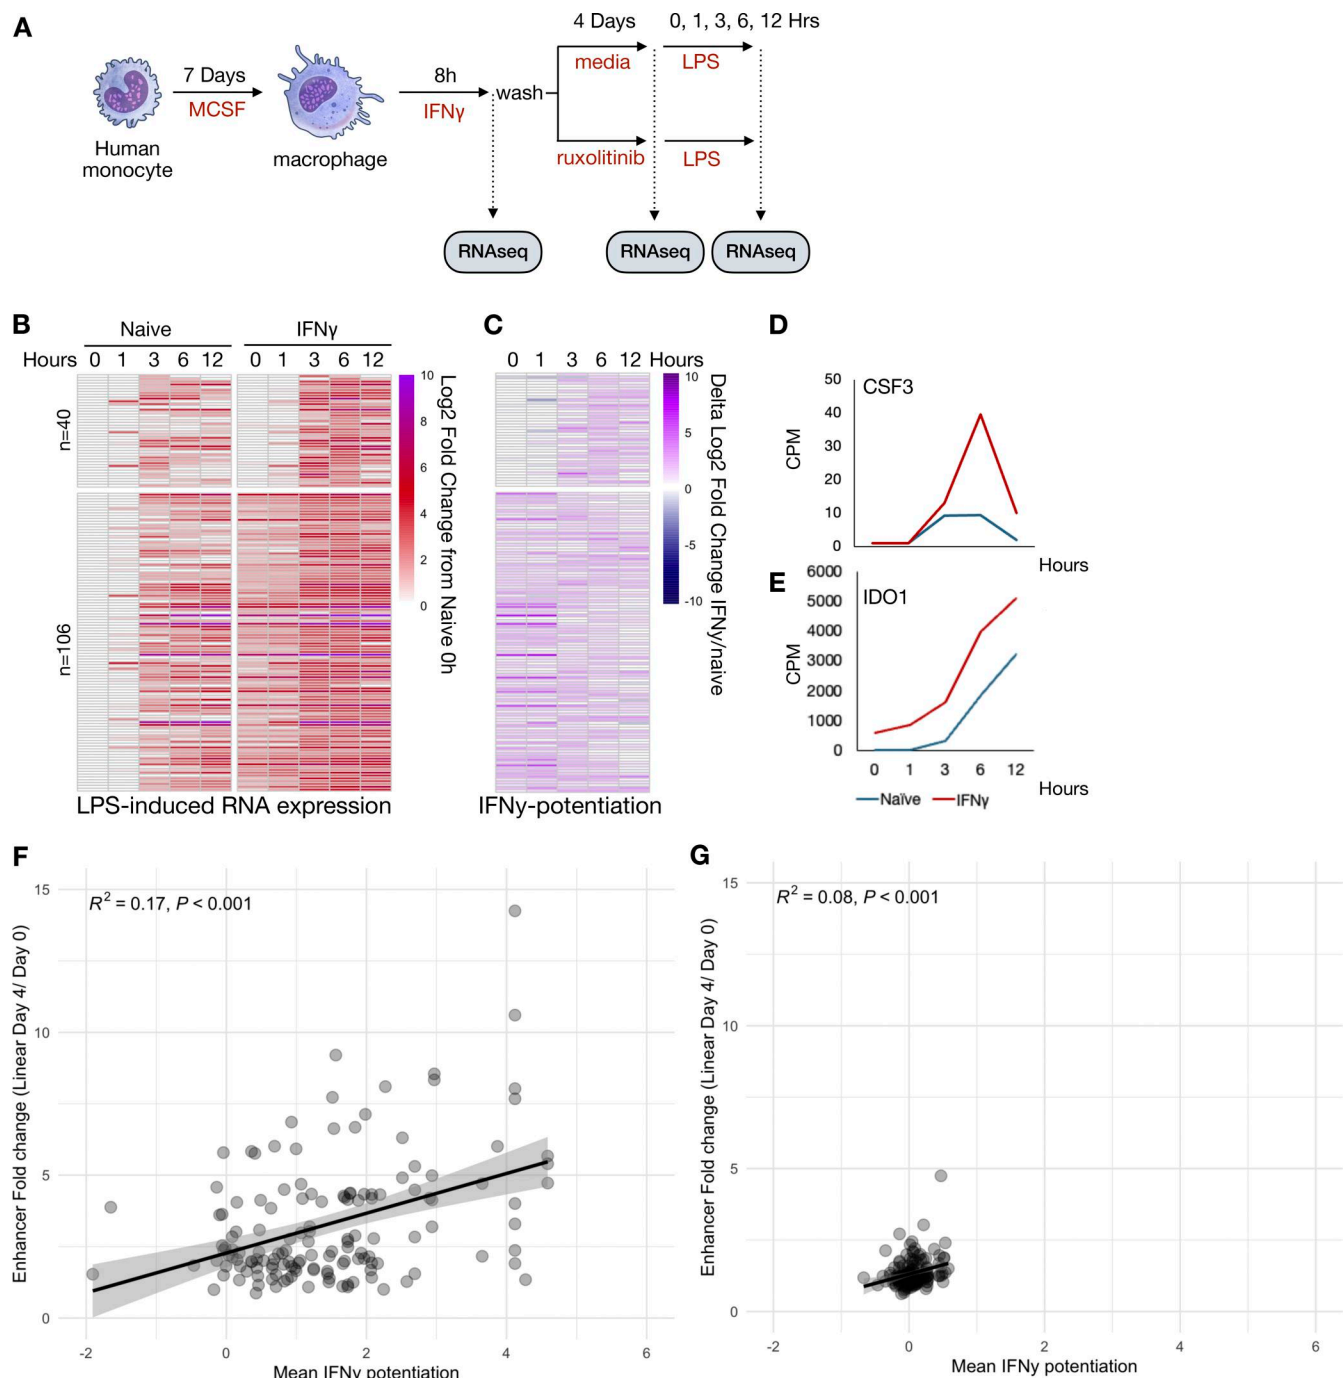 A
4 Days
0, 1, 3, 6, 12 Hrs
7 Days
MCSF
8h
IFNγ
wash
media
LPS
ruxolitinib
LPS
Human
monocyte
macrophage
RNAseq
RNAseq
RNAseq
B
Naive
IFNγ
Hours 0 1 3 6 12 0 1 3 6 12
n=40
n=106
10
8
6
4
2
0
Log2 Fold Change from Naive 0h
LPS-induced RNA expression
C
0 1 3 6 12 Hours
10
5
0
-5
-10
Delta Log2 Fold Change IFNy/naive
IFNy-potentiation
D
CSF3
CPM
50
40
30
20
10
0
Hours
E
IDO1
CPM
6000
5000
4000
3000
2000
1000
0
0 1 3 6 12
Hours
Naïve IFNγ
F
R² = 0.17, P < 0.001
Enhancer Fold change (Linear Day 4/ Day 0)
15
10
5
0
-2 0 2 4 6
Mean IFNy potentiation
G
R² = 0.08, P < 0.001
Enhancer Fold change (Linear Day 4/ Day 0)
15
10
5
0
-2 0 2 4 6
Mean IFNy potentiation